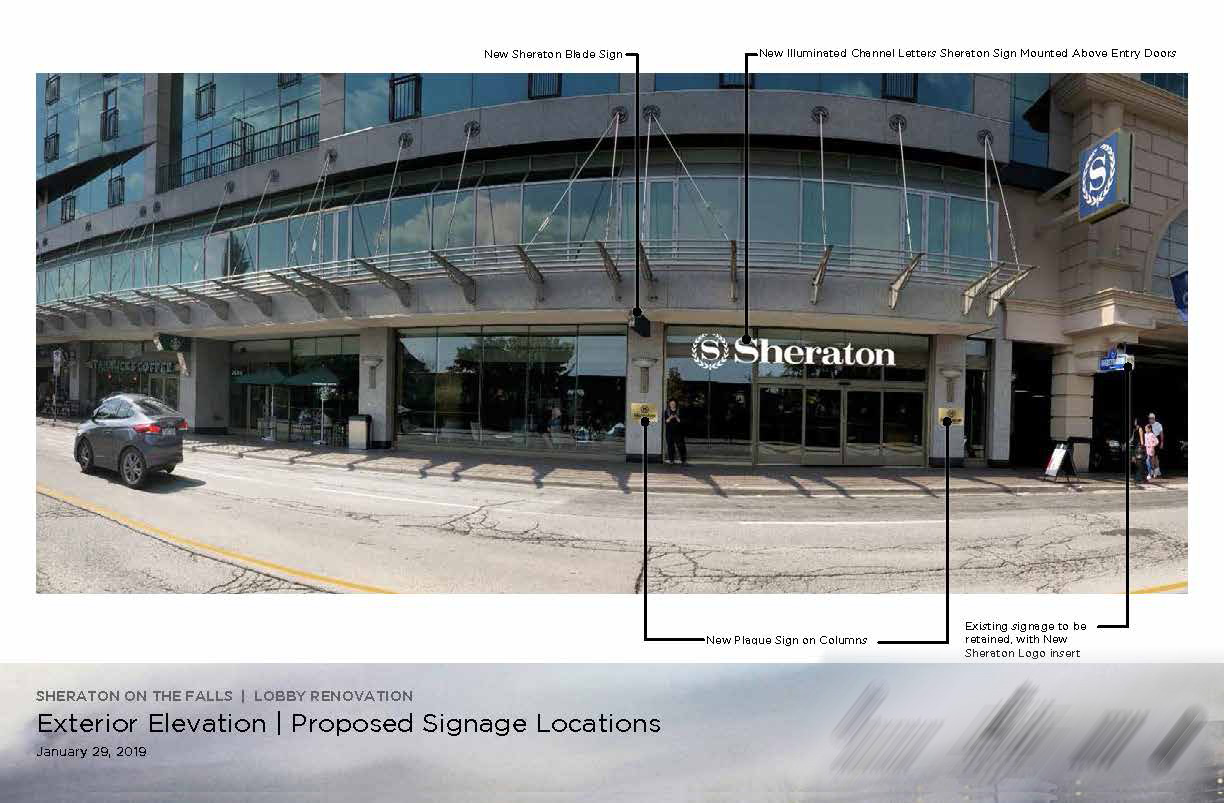 New Sheraton Blade Sign
New Illuminated Channel Letters Sheraton Sign Mounted Above Entry Doors
S
STARBUCKS COFFEE
S Sheraton
New Plaque Sign on Columns
Existing signage to be
retained, with New
Sheraton Logo insert
SHERATON ON THE FALLS | LOBBY RENOVATION
Exterior Elevation | Proposed Signage Locations
January 29, 2019